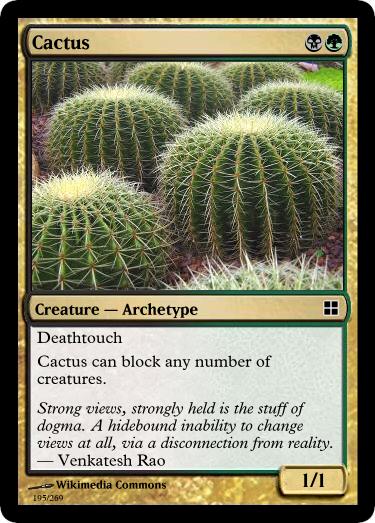 Cactus
Creature — Archetype
Deathtouch
Cactus can block any number of
creatures.
Strong views, strongly held is the stuff of
dogma. A hidebound inability to change
views at all, via a disconnection from reality.
— Venkatesh Rao
1/1
Wikimedia Commons
195/269